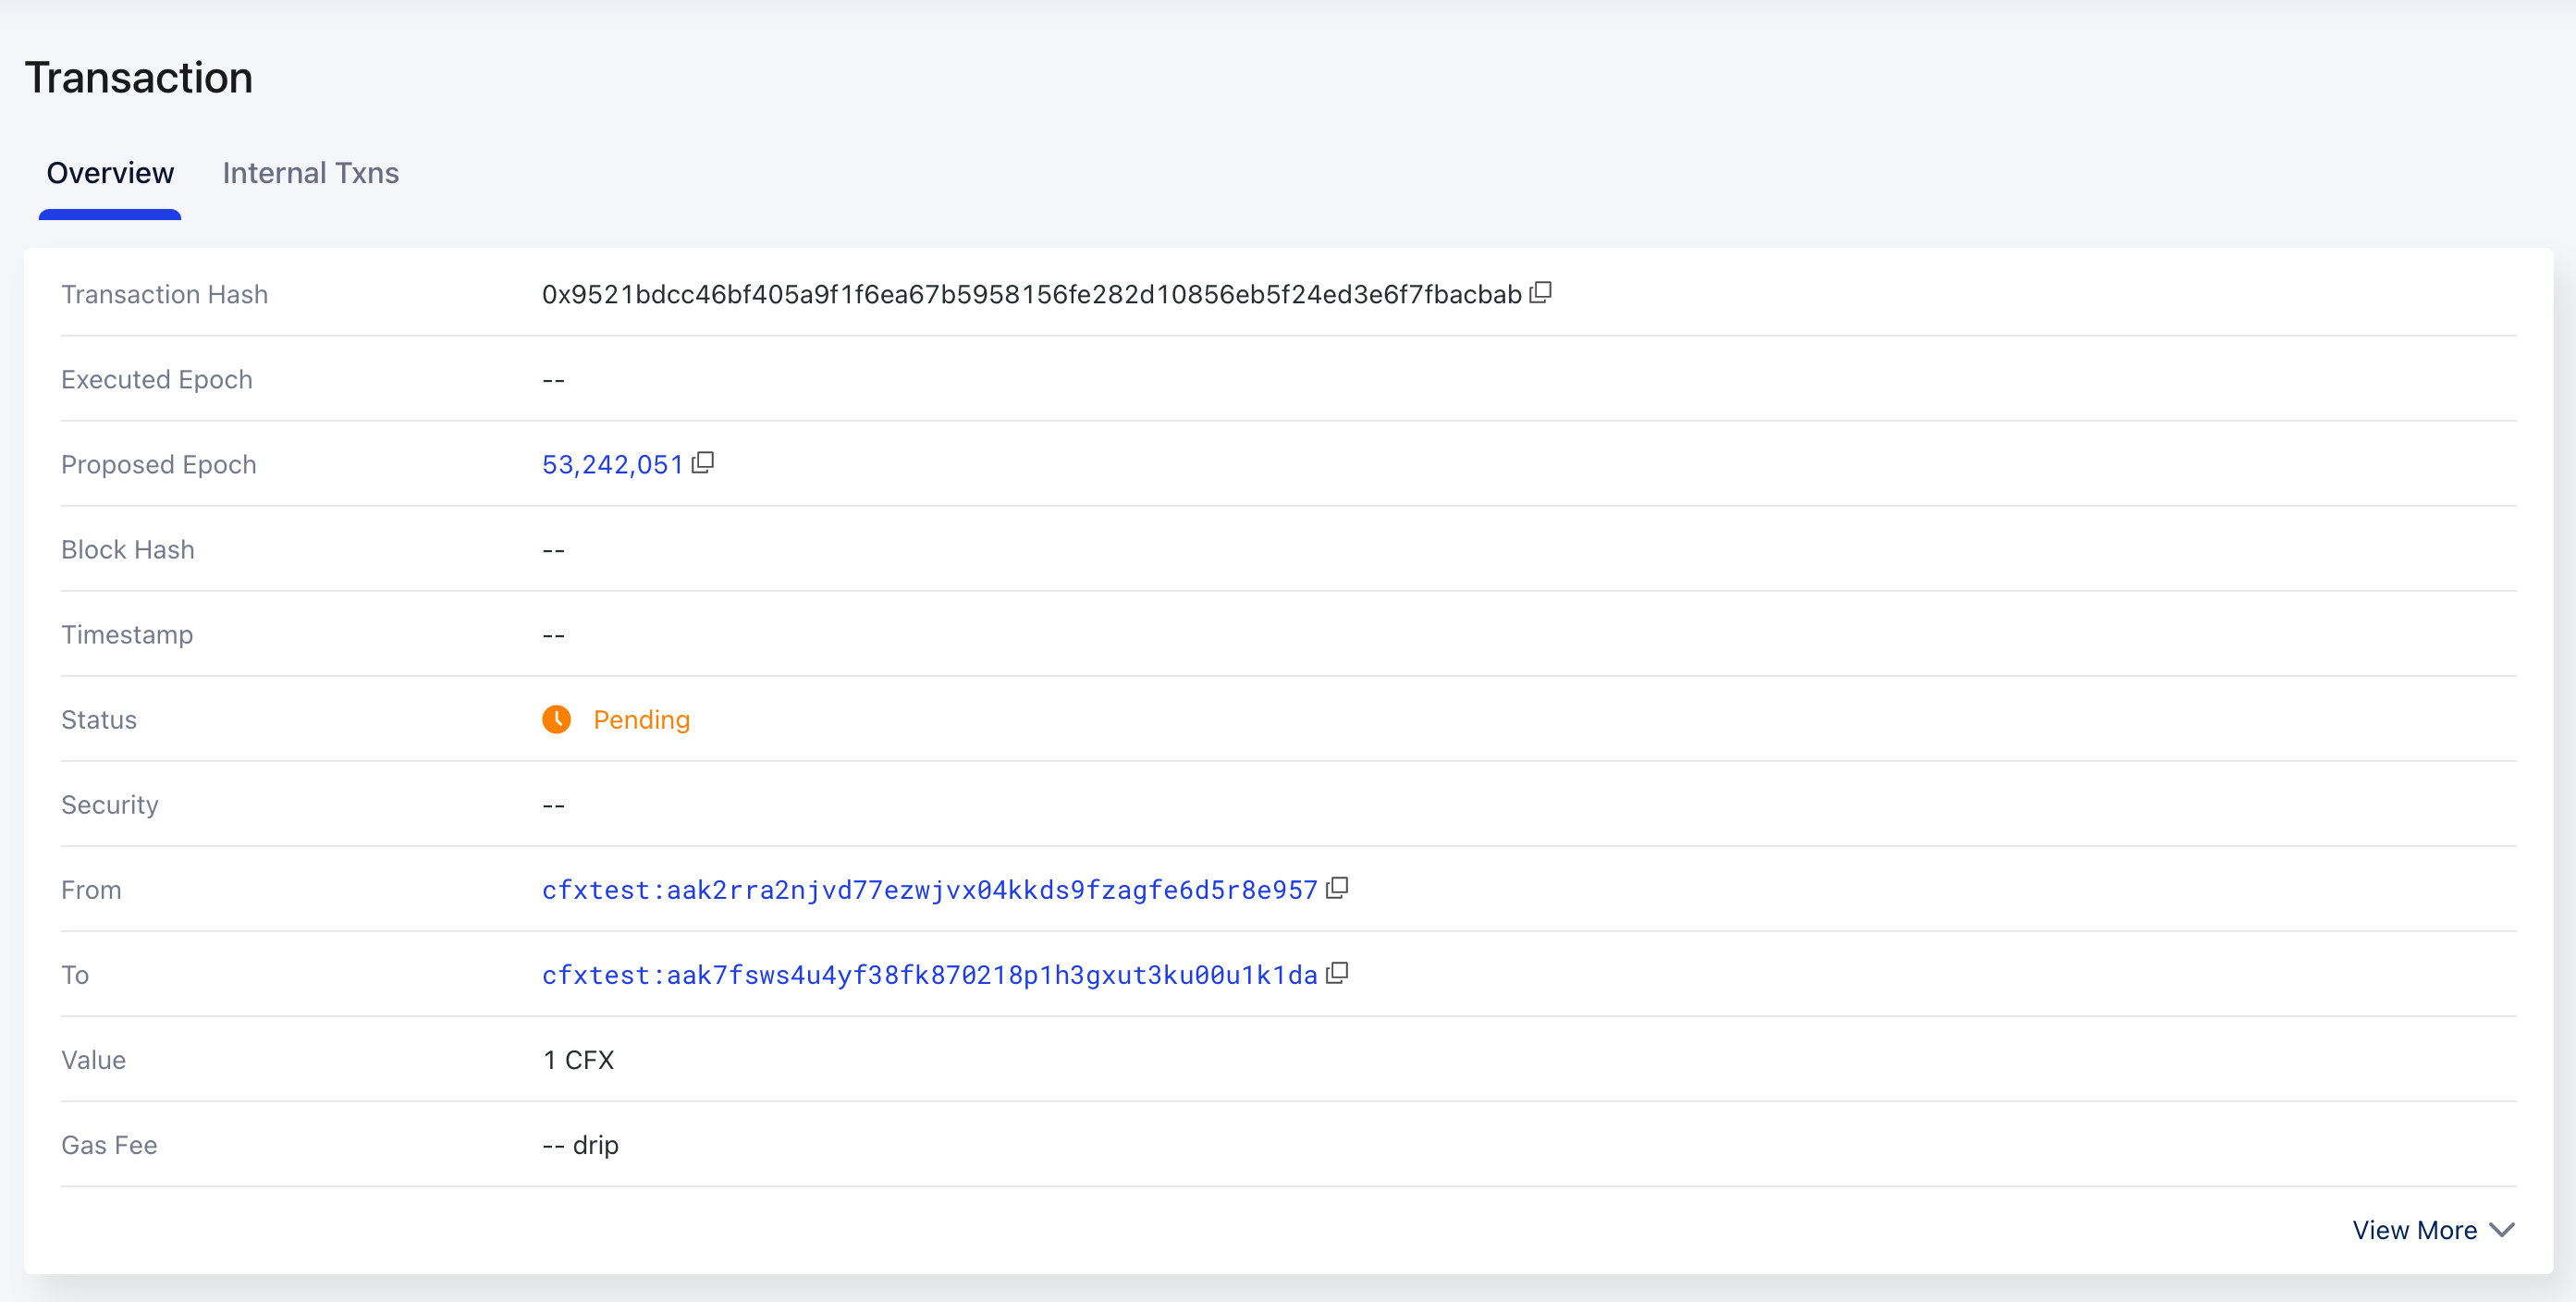 Transaction
Overview Internal Txns
Transaction Hash 0x9521bdcc46bf405a9f1f6ea67b5958156fe282d10856eb5f24ed3e6f7fbacbab
Executed Epoch --
Proposed Epoch 53,242,051
Block Hash --
Timestamp --
Status Pending
Security --
From cfxtest:aak2rra2njvd77ezwjvx04kkds9fzagfe6d5r8e957
To cfxtest:aak7fsws4u4yf38fk870218p1h3gxut3ku00u1k1da
Value 1 CFX
Gas Fee -- drip
View More